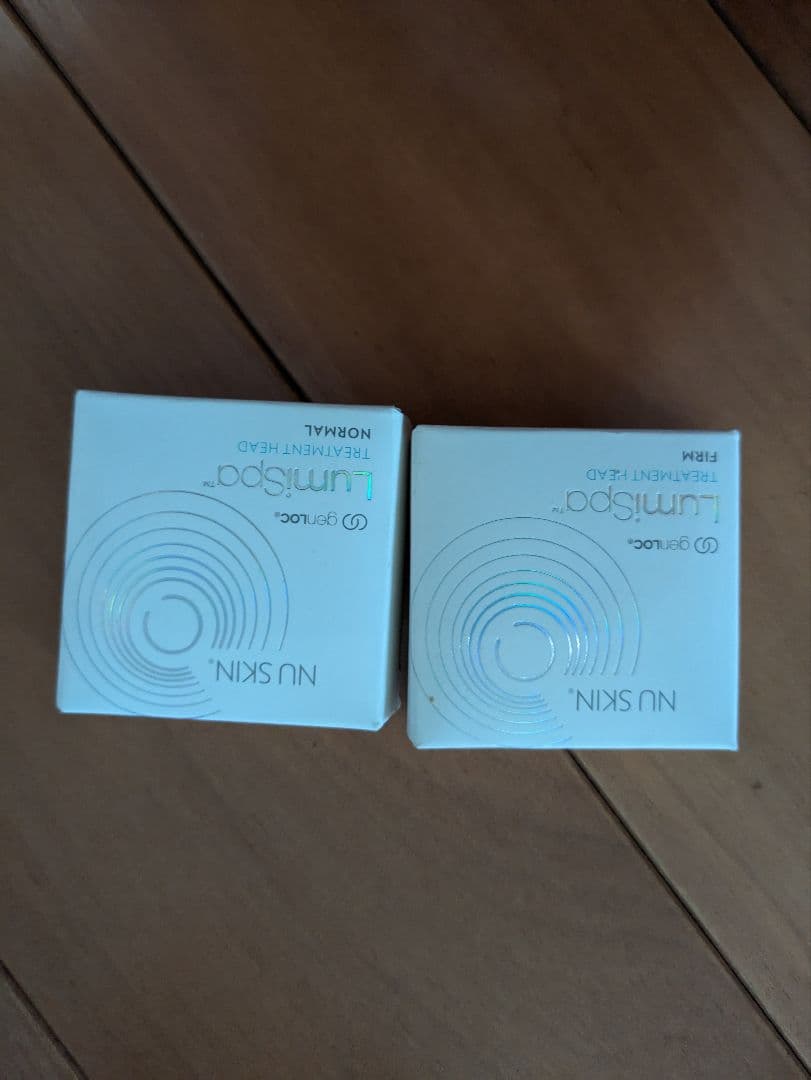 NU SKIN®
genLOC®
LumiSpa™
TREATMENT HEAD
FIRM
NU SKIN®
genLOC®
LumiSpa™
TREATMENT HEAD
NORMAL